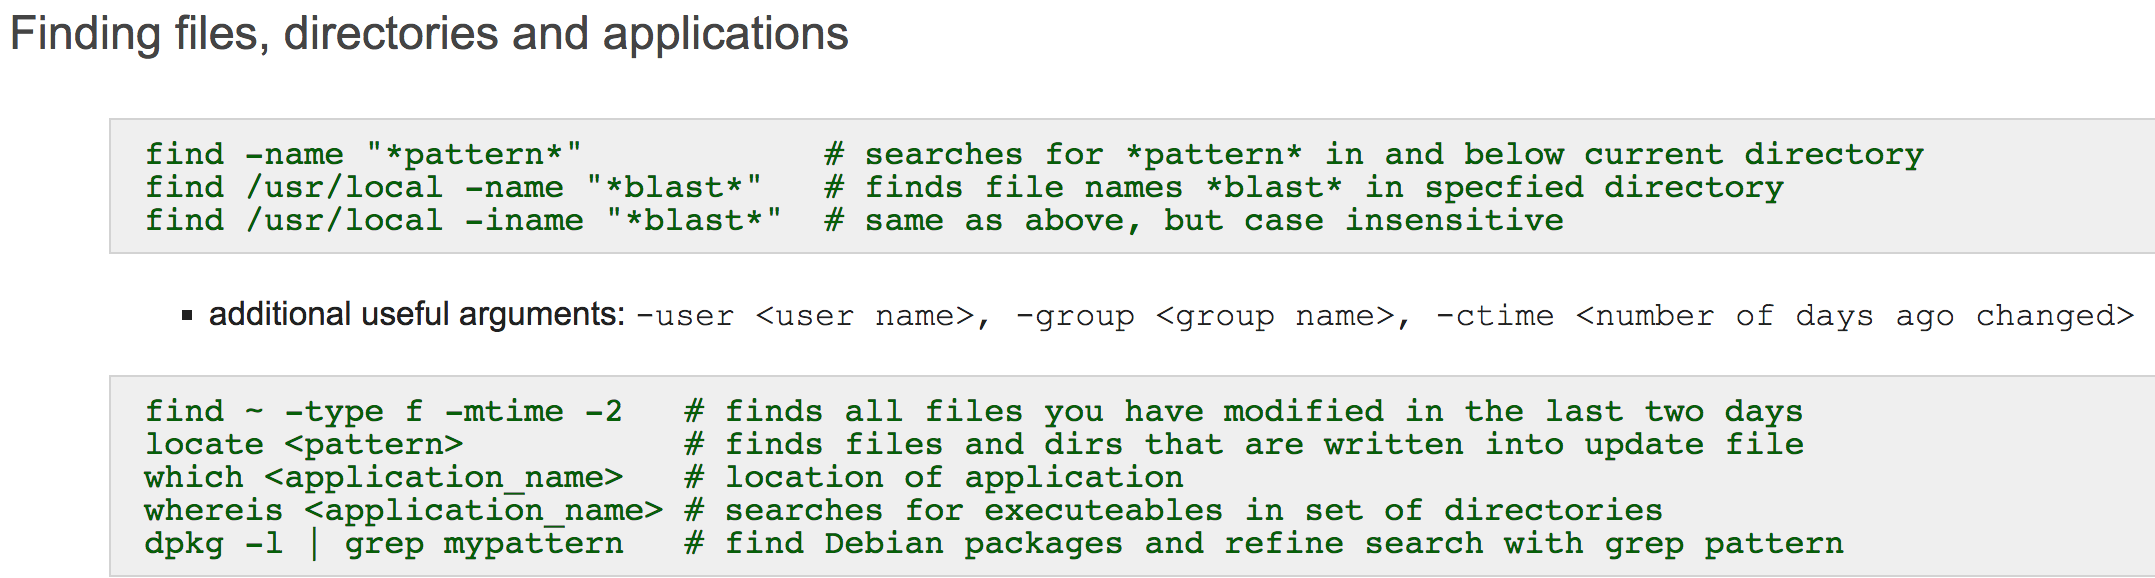 Finding files, directories and applications
find -name "*pattern*"            # searches for *pattern* in and below current directory
find /usr/local -name "*blast*"   # finds file names *blast* in specfied directory
find /usr/local -iname "*blast*"  # same as above, but case insensitive
▪ additional useful arguments: -user <user name>, -group <group name>, -ctime <number of days ago changed>
find ~ -type f -mtime -2   # finds all files you have modified in the last two days
locate <pattern>           # finds files and dirs that are written into update file
which <application_name>   # location of application
whereis <application_name> # searches for executeables in set of directories
dpkg -l | grep mypattern   # find Debian packages and refine search with grep pattern